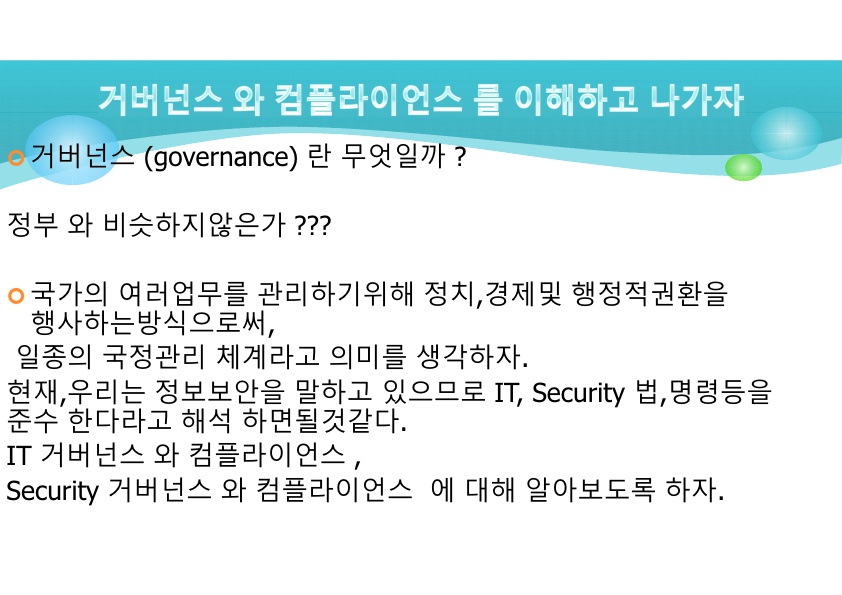 거버넌스 와 컴플라이언스 를 이해하고 나가자
거버넌스 (governance) 란 무엇일까 ?
정부 와 비슷하지않은가 ???
국가의 여러업무를 관리하기위해 정치,경제및 행정적권환을
행사하는방식으로써,
일종의 국정관리 체계라고 의미를 생각하자.
현재,우리는 정보보안을 말하고 있으므로 IT, Security 법,명령등을
준수 한다라고 해석 하면될것같다.
IT 거버넌스 와 컴플라이언스 ,
Security 거버넌스 와 컴플라이언스 에 대해 알아보도록 하자.